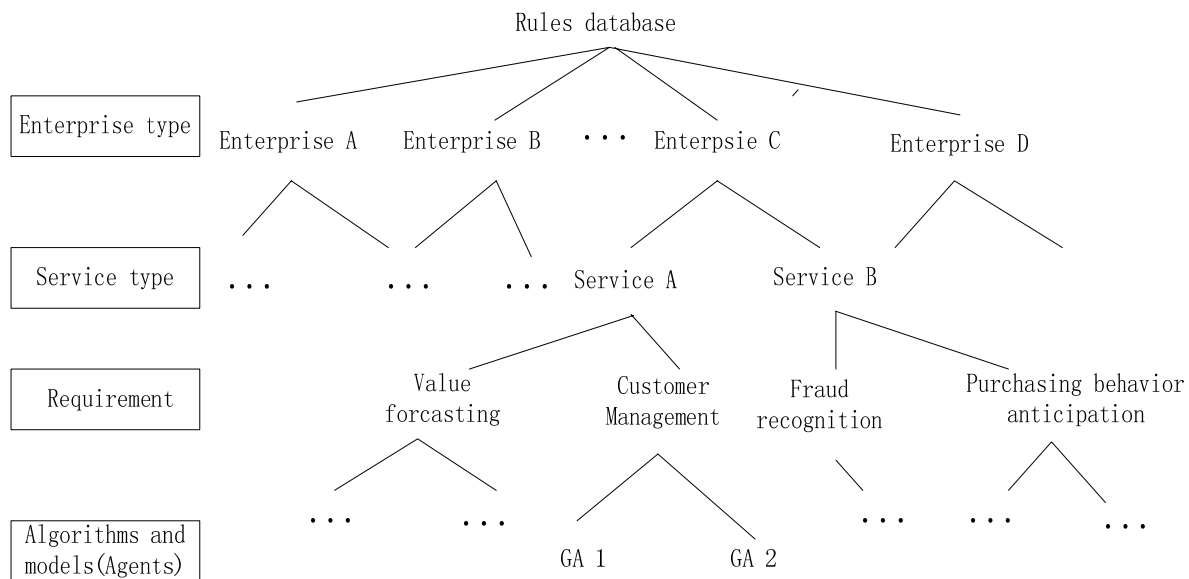 Rules database
Enterprise type
Enterprise A
Enterprise B
...
Enterpsie C
Enterprise D
Service type
...
...
...
Service A
Service B
Requirement
Value
forcasting
Customer
Management
Fraud
recognition
Purchasing behavior
anticipation
Algorithms and
models(Agents)
...
...
GA 1
GA 2
...
...
...